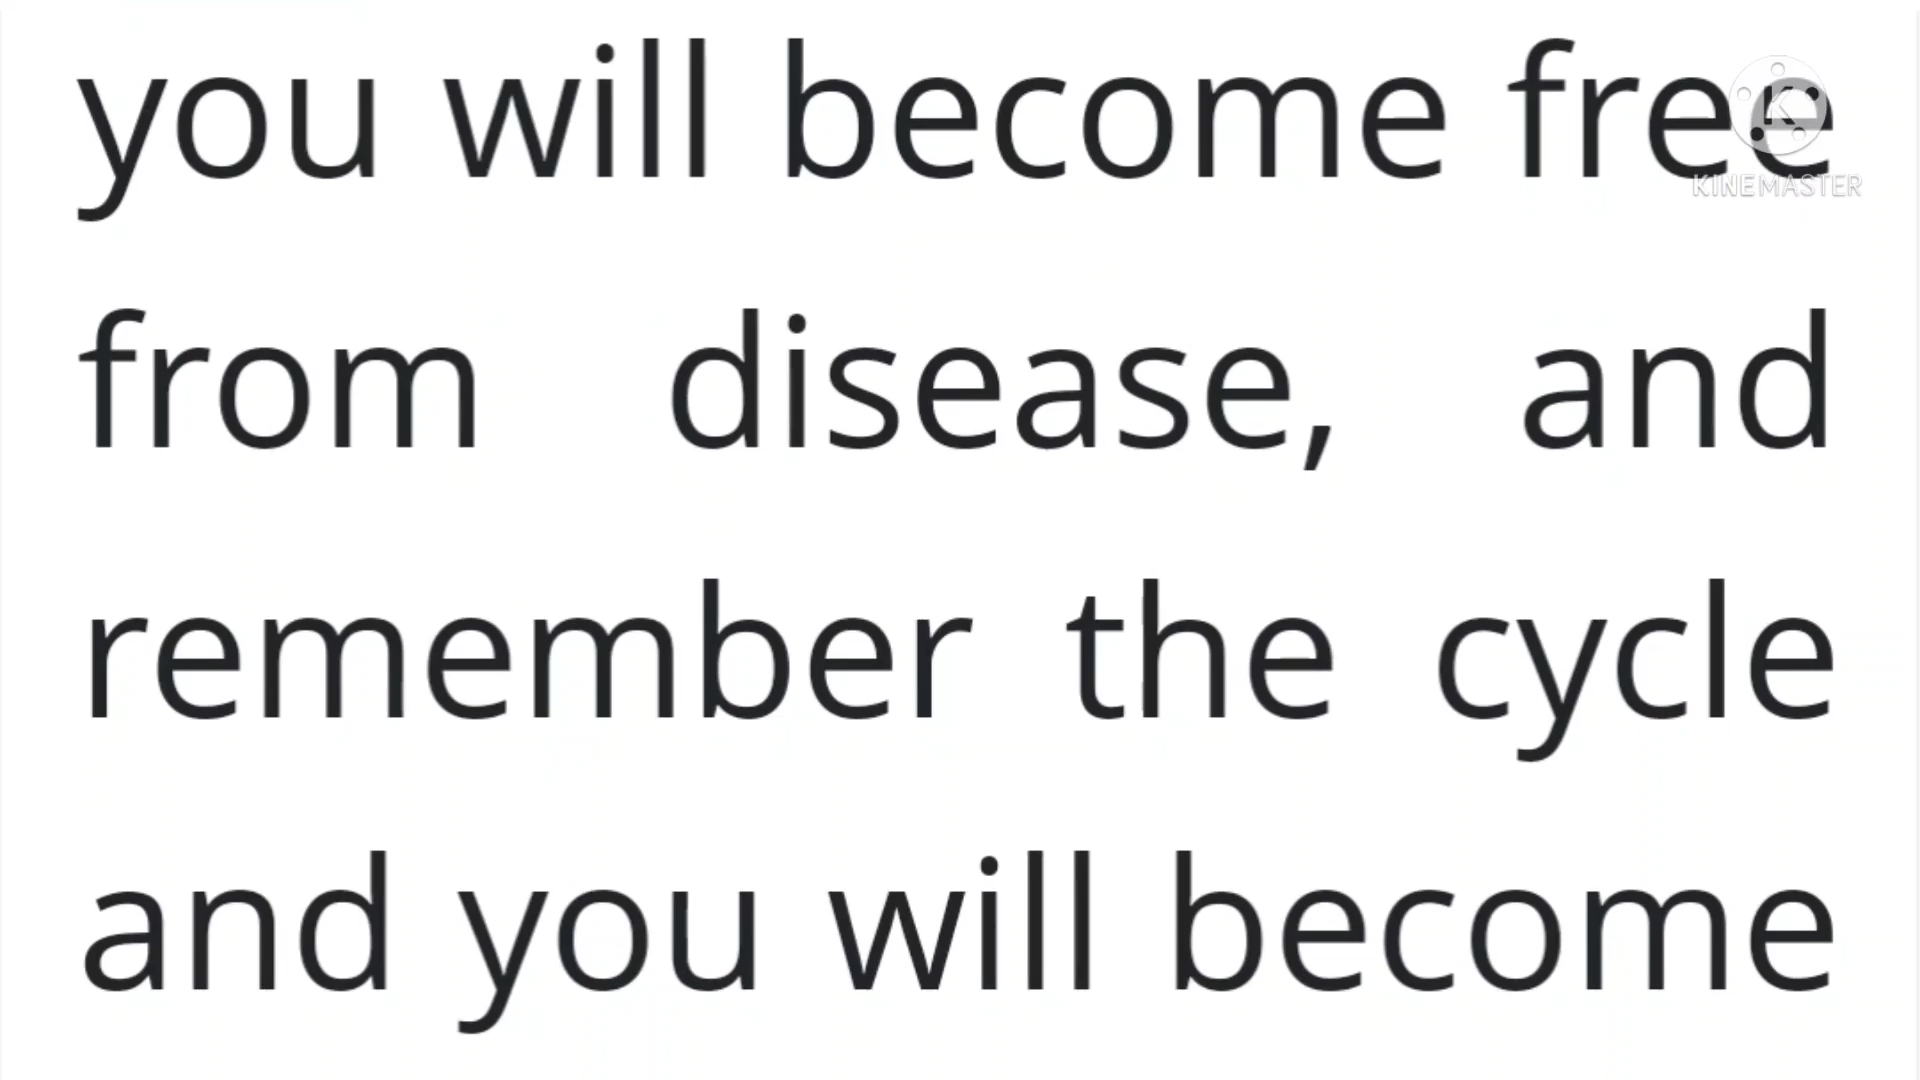 you will become free
KINEMASTER
from disease, and
remember the cycle
and you will become